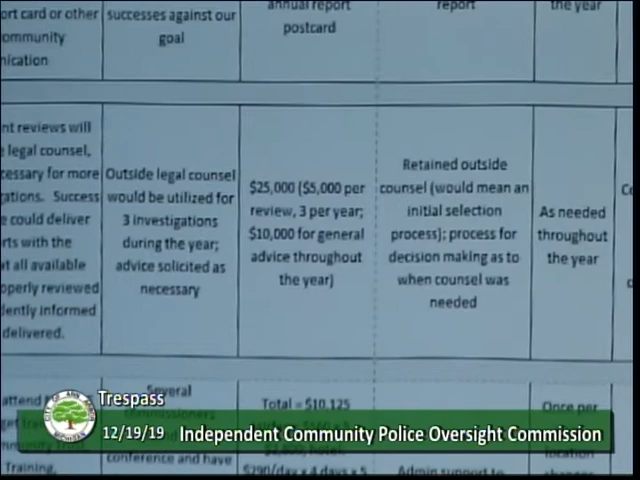 ort card or other
ommunity
nication
successes against our
goal
annual report
postcard
report
the year
nt reviews will
e legal counsel,
cessary for more
gations. Success
e could deliver
rts with the
at all available
operly reviewed
dently informed
delivered.
Outside legal counsel
would be utilized for
3 investigations
during the year;
advice solicited as
necessary
$25,000 ($5,000 per
review, 3 per year;
$10,000 for general
advice throughout
the year)
Retained outside
counsel (would mean an
initial selection
process); process for
decision making as to
when counsel was
needed
As needed
throughout
the year
attend
Training.
Several
commissioners
conference and have
Total = $10,125
$290/day x 4 days x 5
Admin support to
Once per
location
changes
Trespass
12/19/19
Independent Community Police Oversight Commission